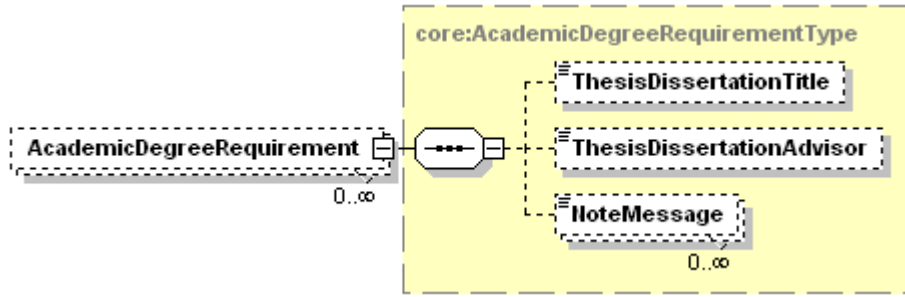 core:AcademicDegreeRequirementType
ThesisDissertationTitle
AcademicDegreeRequirement
0..∞
ThesisDissertationAdvisor
NoteMessage
0..∞